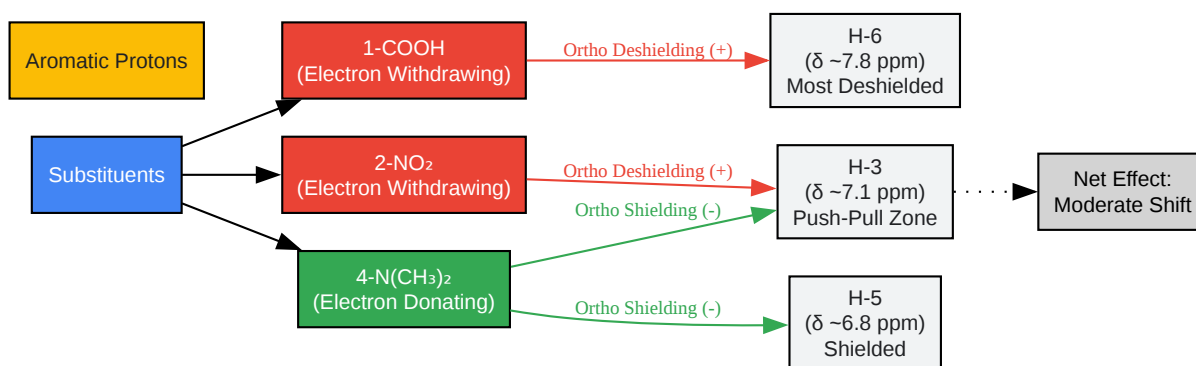 Aromatic Protons
Substituents
1-COOH
(Electron Withdrawing)
2-NO₂
(Electron Withdrawing)
4-N(CH₃)₂
(Electron Donating)
Ortho Deshielding (+)
Ortho Deshielding (+)
Ortho Shielding (-)
Ortho Shielding (-)
H-6
(δ ~7.8 ppm)
Most Deshielded
H-3
(δ ~7.1 ppm)
Push-Pull Zone
H-5
(δ ~6.8 ppm)
Shielded
Net Effect:
Moderate Shift